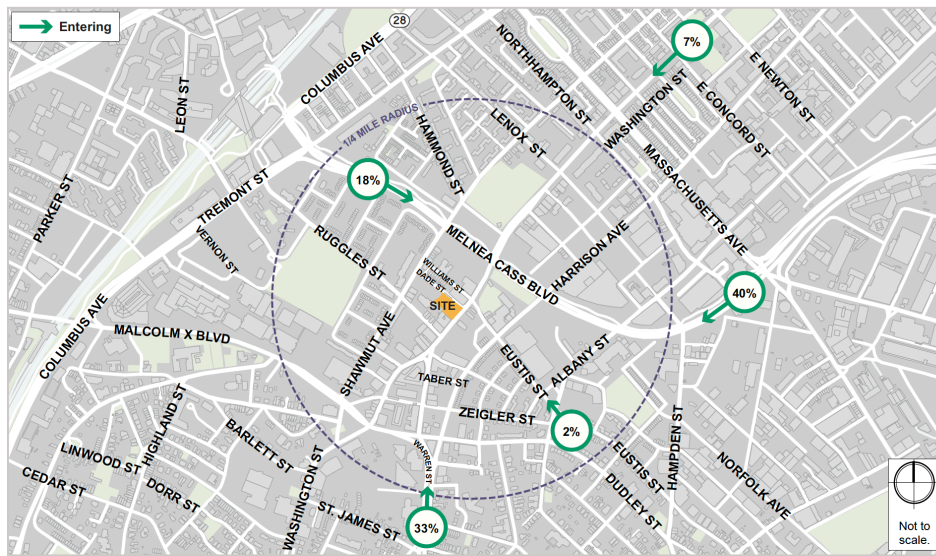 Entering
28
COLUMBUS AVE
NORTHHAMPTON ST
7%
E NEWTON ST
LEON ST
WASHINGTON ST
E CONCORD ST
1/4 MILE RADIUS
HAMMOND ST
LENOX ST
MASSACHUSETTS AVE
18%
PARKER ST
TREMONT ST
VERNON ST
RUGGLES ST
MELNEA CASS BLVD
HARRISON AVE
WILLIAMS ST
DADE ST
SITE
40%
COLUMBUS AVE
MALCOLM X BLVD
SHAWMUT AVE
EUSTIS ST
ALBANY ST
TABER ST
ZEIGLER ST
2%
HIGHLAND ST
BARLETT ST
WARREN ST
HAMPDEN ST
EUSTIS ST
NORFOLK AVE
LINWOOD ST
CEDAR ST
DORR ST
WASHINGTON ST
ST. JAMES ST
33%
DUDLEY ST
Not to
scale.